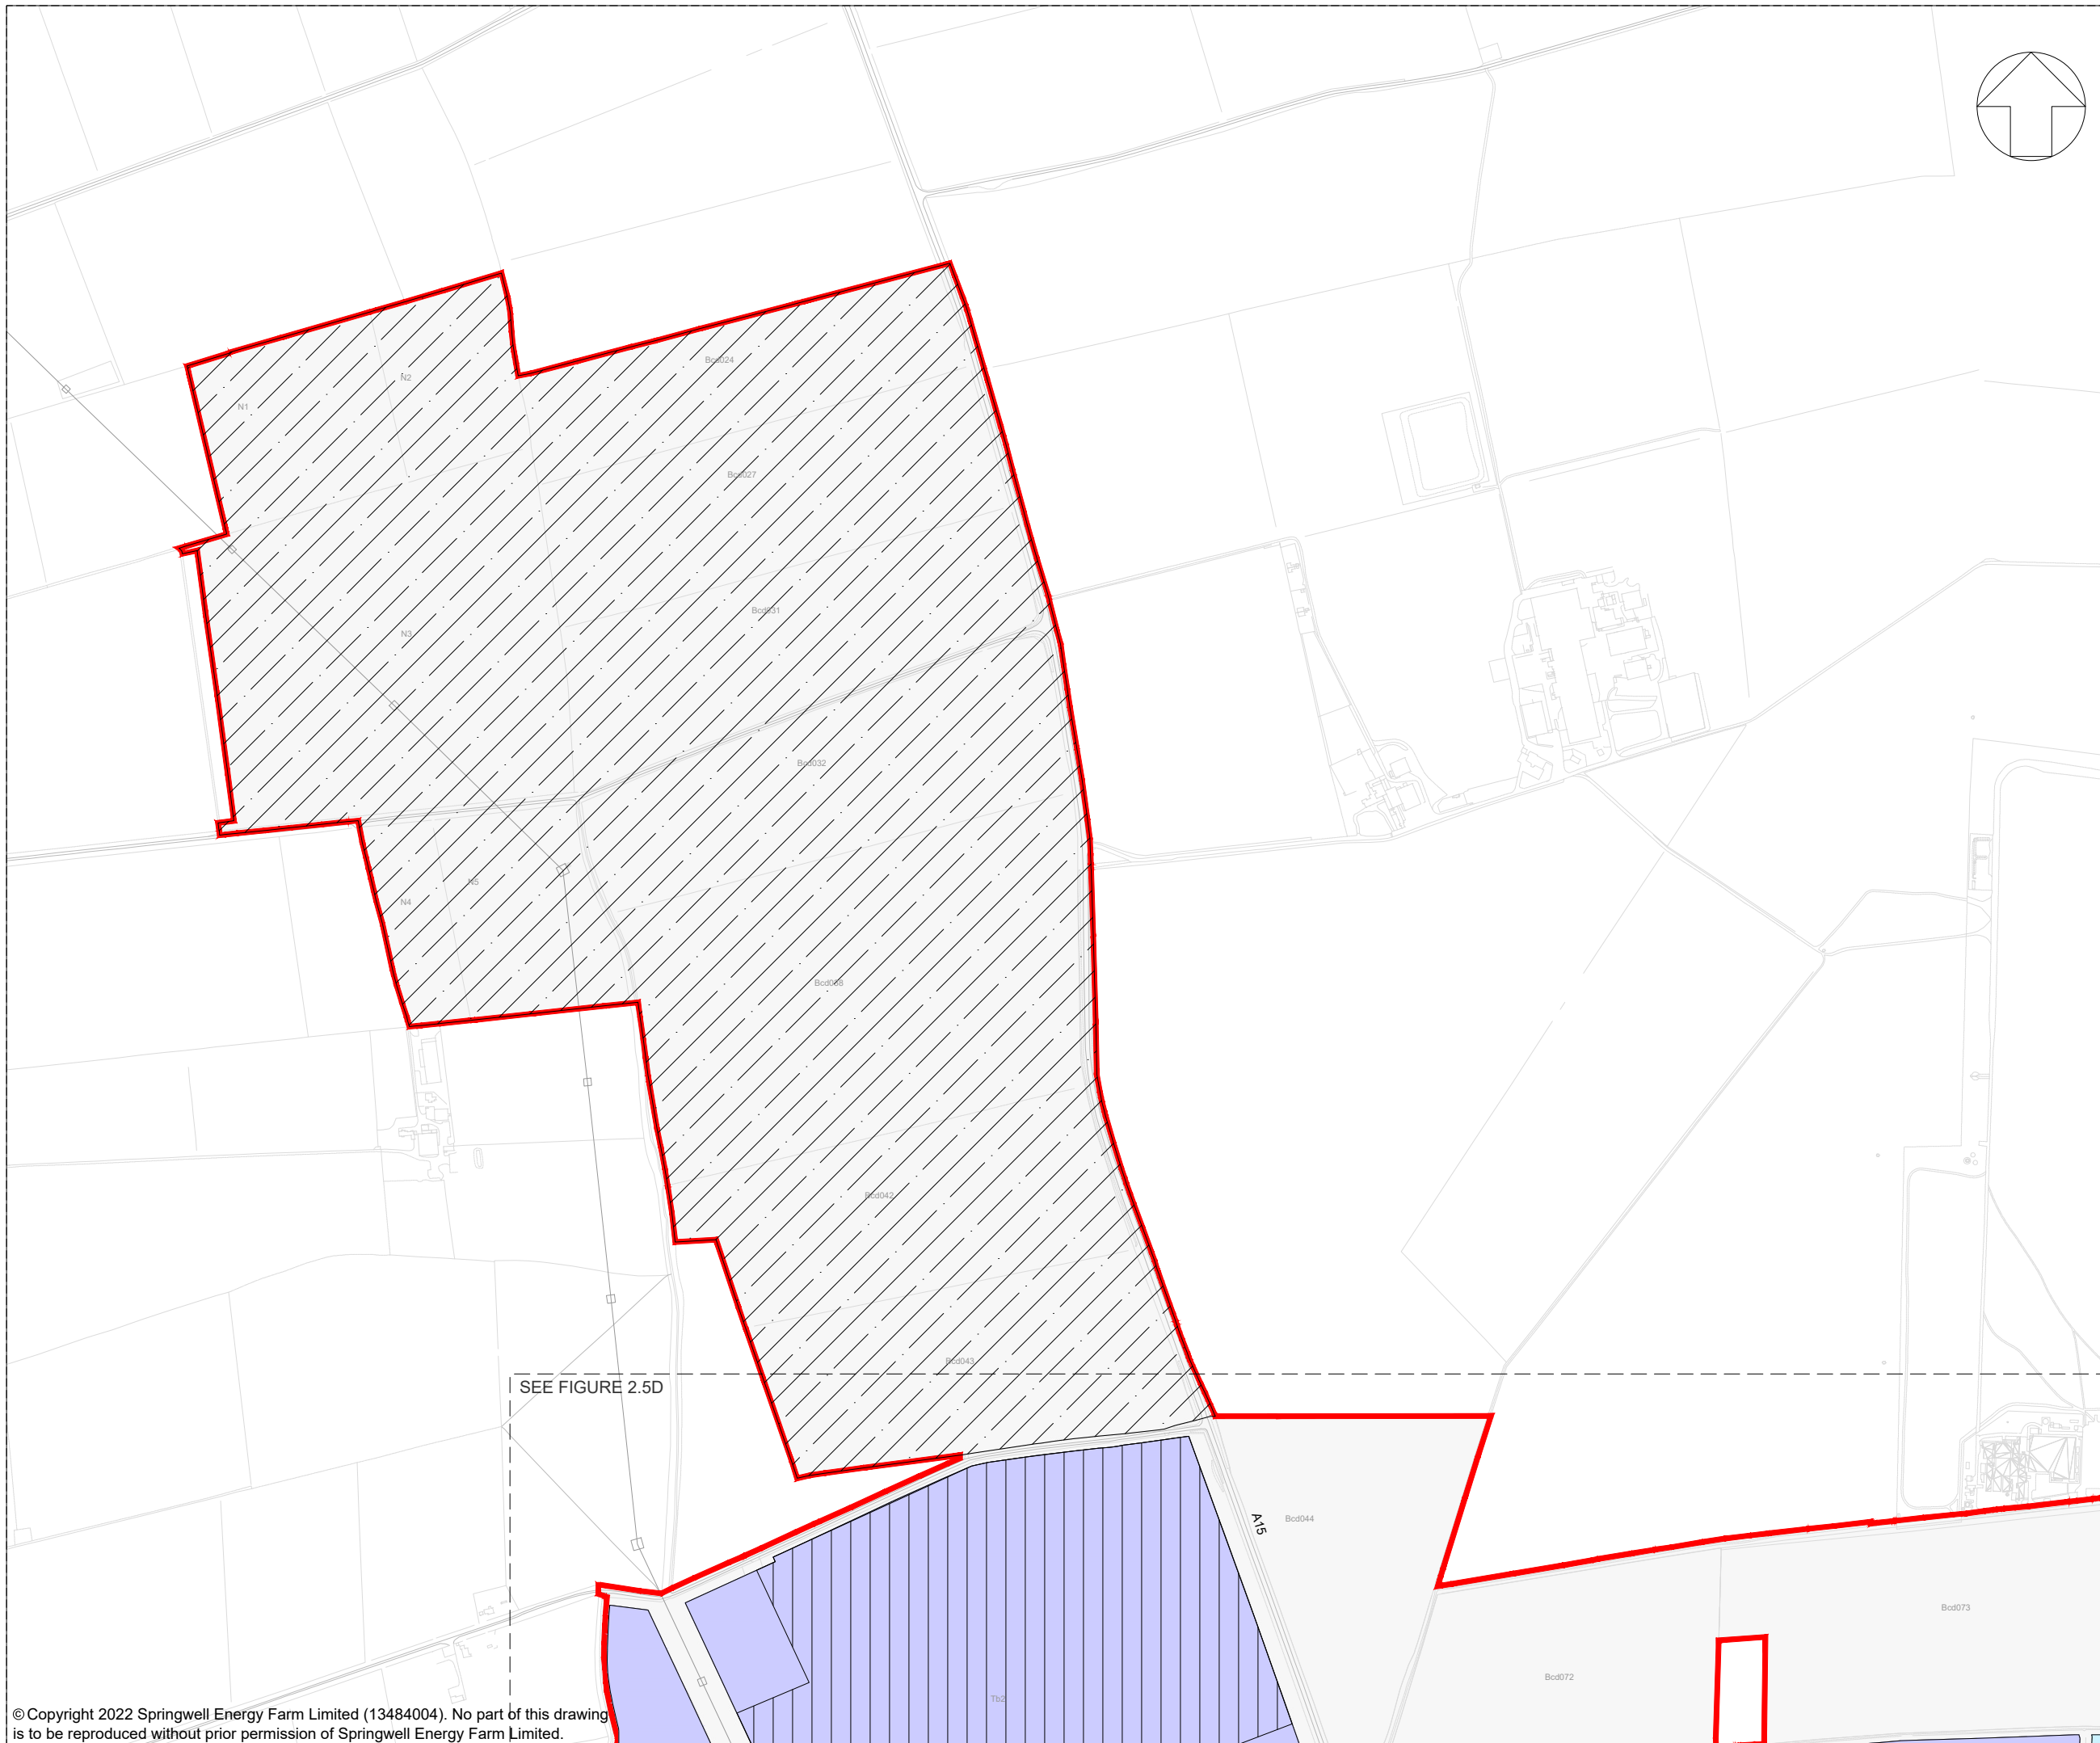 Bcd024
N2
N1
Bcd027
Bcd031
N3
Bcd032
N5
N4
Bcd038
Bcd042
Bcd043
SEE FIGURE 2.5D
A15
Bcd044
Bcd073
Bcd072
Tb2
© Copyright 2022 Springwell Energy Farm Limited (13484004). No part of this drawing
is to be reproduced without prior permission of Springwell Energy Farm Limited.